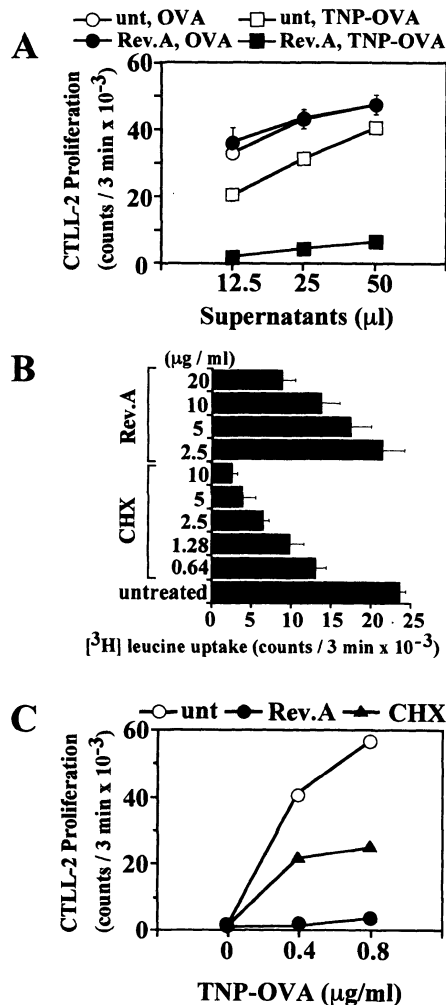 unt, OVA unt, TNP-OVA
Rev.A, OVA Rev.A, TNP-OVA
A
CTLL-2 Proliferation
(counts / 3 min x 10⁻³)
60
40
20
0
12.5 25 50
Supernatants (µl)
B
(µg / ml)
Rev.A
20
10
5
2.5
CHX
10
5
2.5
1.28
0.64
untreated
0 5 10 15 20 25
[³H] leucine uptake (counts / 3 min x 10⁻³)
C
unt Rev.A CHX
CTLL-2 Proliferation
(counts / 3 min x 10⁻³)
60
40
20
0
0 0.4 0.8
TNP-OVA (µg/ml)